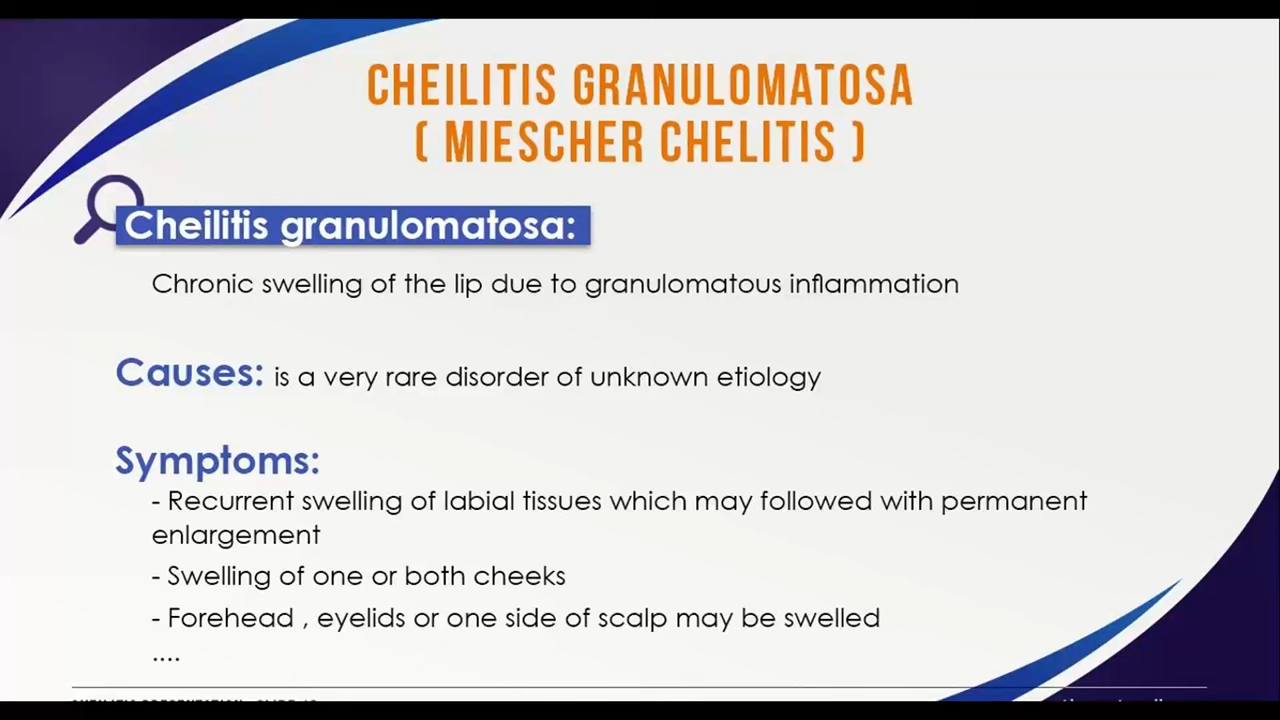 CHEILITIS GRANULOMATOSA
( MIESCHER CHELITIS )
Cheilitis granulomatosa:
Chronic swelling of the lip due to granulomatous inflammation
Causes: is a very rare disorder of unknown etiology
Symptoms:
- Recurrent swelling of labial tissues which may followed with permanent
enlargement
- Swelling of one or both cheeks
- Forehead , eyelids or one side of scalp may be swelled
....